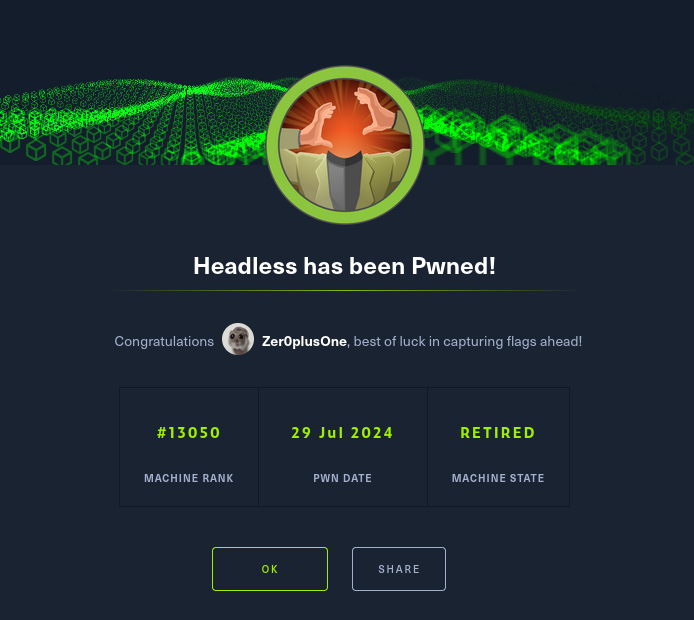 Headless has been Pwned!
Congratulations Zer0plusOne, best of luck in capturing flags ahead!
#13050 29 Jul 2024 RETIRED
MACHINE RANK PWN DATE MACHINE STATE
OK SHARE